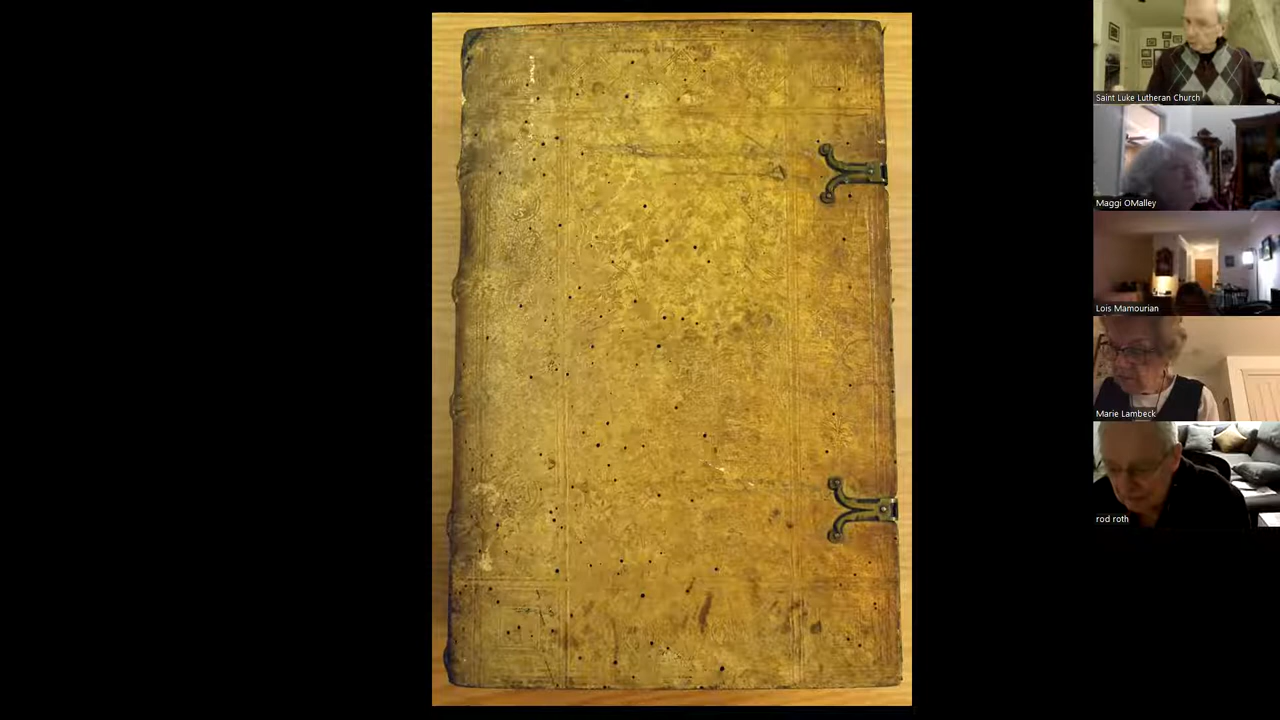 Saint Luke Lutheran Church
Maggi OMalley
Lois Mamourian
Marie Lambeck
rod roth